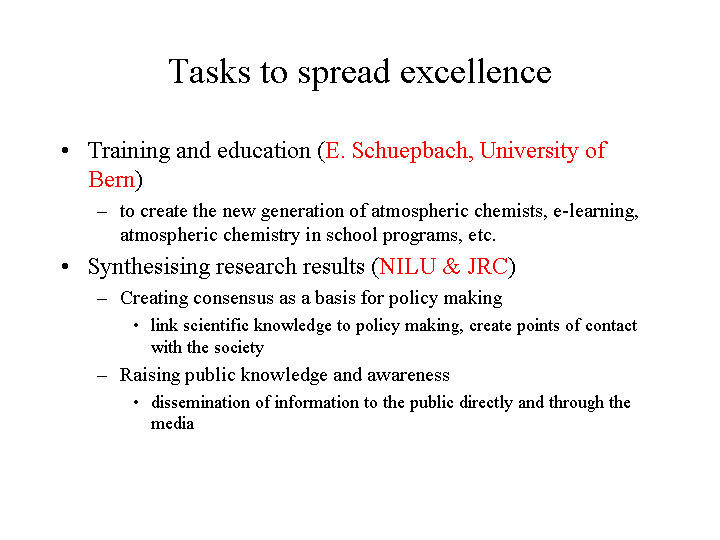 Tasks to spread excellence
• Training and education (E. Schuepbach, University of
Bern)
– to create the new generation of atmospheric chemists, e-learning,
atmospheric chemistry in school programs, etc.
• Synthesising research results (NILU & JRC)
– Creating consensus as a basis for policy making
• link scientific knowledge to policy making, create points of contact
with the society
– Raising public knowledge and awareness
• dissemination of information to the public directly and through the
media